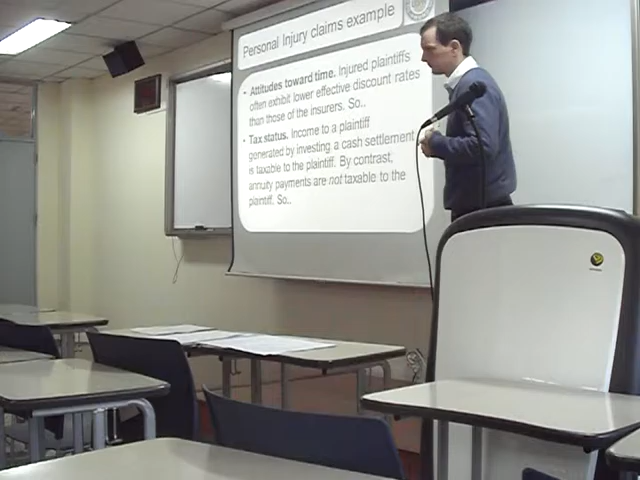 Personal Injury claims example
• Attitudes toward time. Injured plaintiffs
often exhibit lower effective discount rates
than those of the insurers. So..
• Tax status. Income to a plaintiff
generated by investing a cash settlement
is taxable to the plaintiff. By contrast,
annuity payments are not taxable to the
plaintiff. So..